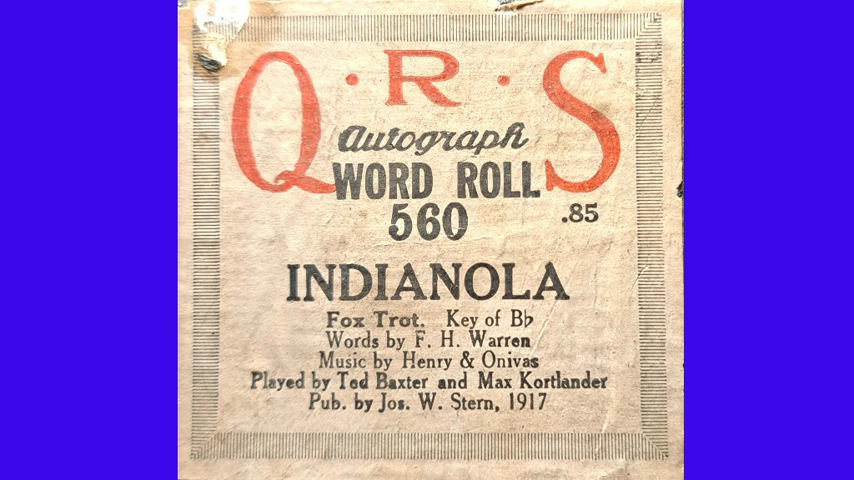 Q·R·S
Autograph
WORD ROLL
560 .85
INDIANOLA
Fox Trot. Key of B♭
Words by F. H. Warren
Music by Henry & Onivas
Played by Ted Baxter and Max Kortlander
Pub. by Jos. W. Stern, 1917